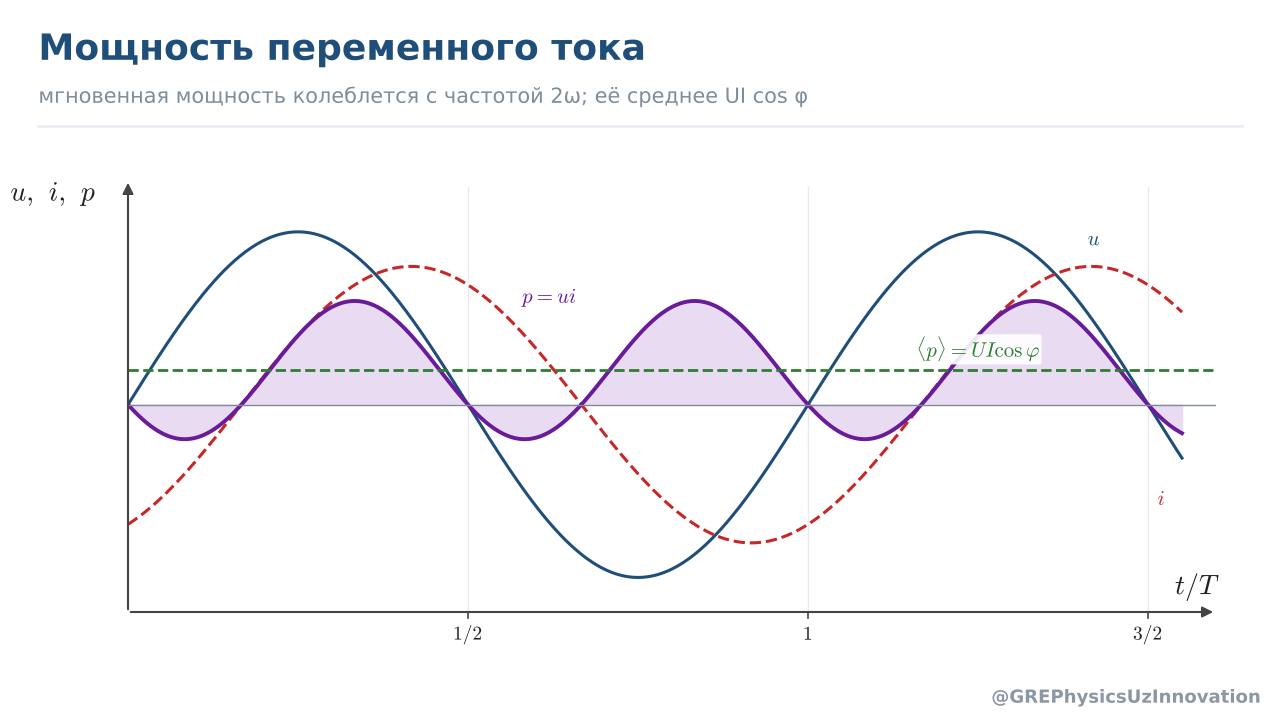 Мощность переменного тока
мгновенная мощность колеблется с частотой 2ω; её среднее UI cos φ
u, i, p
u
p = ui
⟨p⟩ = UI cos φ
i
t/T
1/2
1
3/2
@GREPhysicsUzInnovation